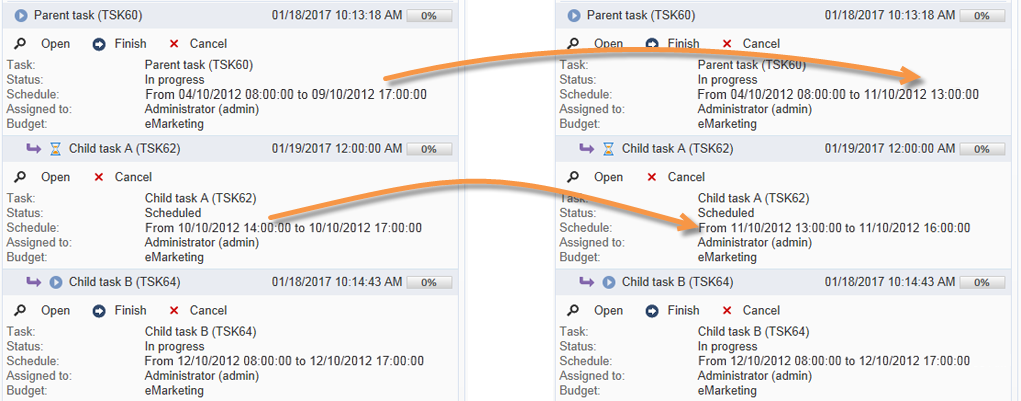 Parent task (TSK60) 01/18/2017 10:13:18 AM 0%
Open Finish Cancel
Task: Parent task (TSK60)
Status: In progress
Schedule: From 04/10/2012 08:00:00 to 09/10/2012 17:00:00
Assigned to: Administrator (admin)
Budget: eMarketing
Child task A (TSK62) 01/19/2017 12:00:00 AM 0%
Open Cancel
Task: Child task A (TSK62)
Status: Scheduled
Schedule: From 10/10/2012 14:00:00 to 10/10/2012 17:00:00
Assigned to: Administrator (admin)
Budget: eMarketing
Child task B (TSK64) 01/18/2017 10:14:43 AM 0%
Open Finish Cancel
Task: Child task B (TSK64)
Status: In progress
Schedule: From 12/10/2012 08:00:00 to 12/10/2012 17:00:00
Assigned to: Administrator (admin)
Budget: eMarketing
Parent task (TSK60) 01/18/2017 10:13:18 AM 0%
Open Finish Cancel
Task: Parent task (TSK60)
Status: In progress
Schedule: From 04/10/2012 08:00:00 to 11/10/2012 13:00:00
Assigned to: Administrator (admin)
Budget: eMarketing
Child task A (TSK62) 01/19/2017 12:00:00 AM 0%
Open Cancel
Task: Child task A (TSK62)
Status: Scheduled
Schedule: From 11/10/2012 13:00:00 to 11/10/2012 16:00:00
Assigned to: Administrator (admin)
Budget: eMarketing
Child task B (TSK64) 01/18/2017 10:14:43 AM 0%
Open Finish Cancel
Task: Child task B (TSK64)
Status: In progress
Schedule: From 12/10/2012 08:00:00 to 12/10/2012 17:00:00
Assigned to: Administrator (admin)
Budget: eMarketing